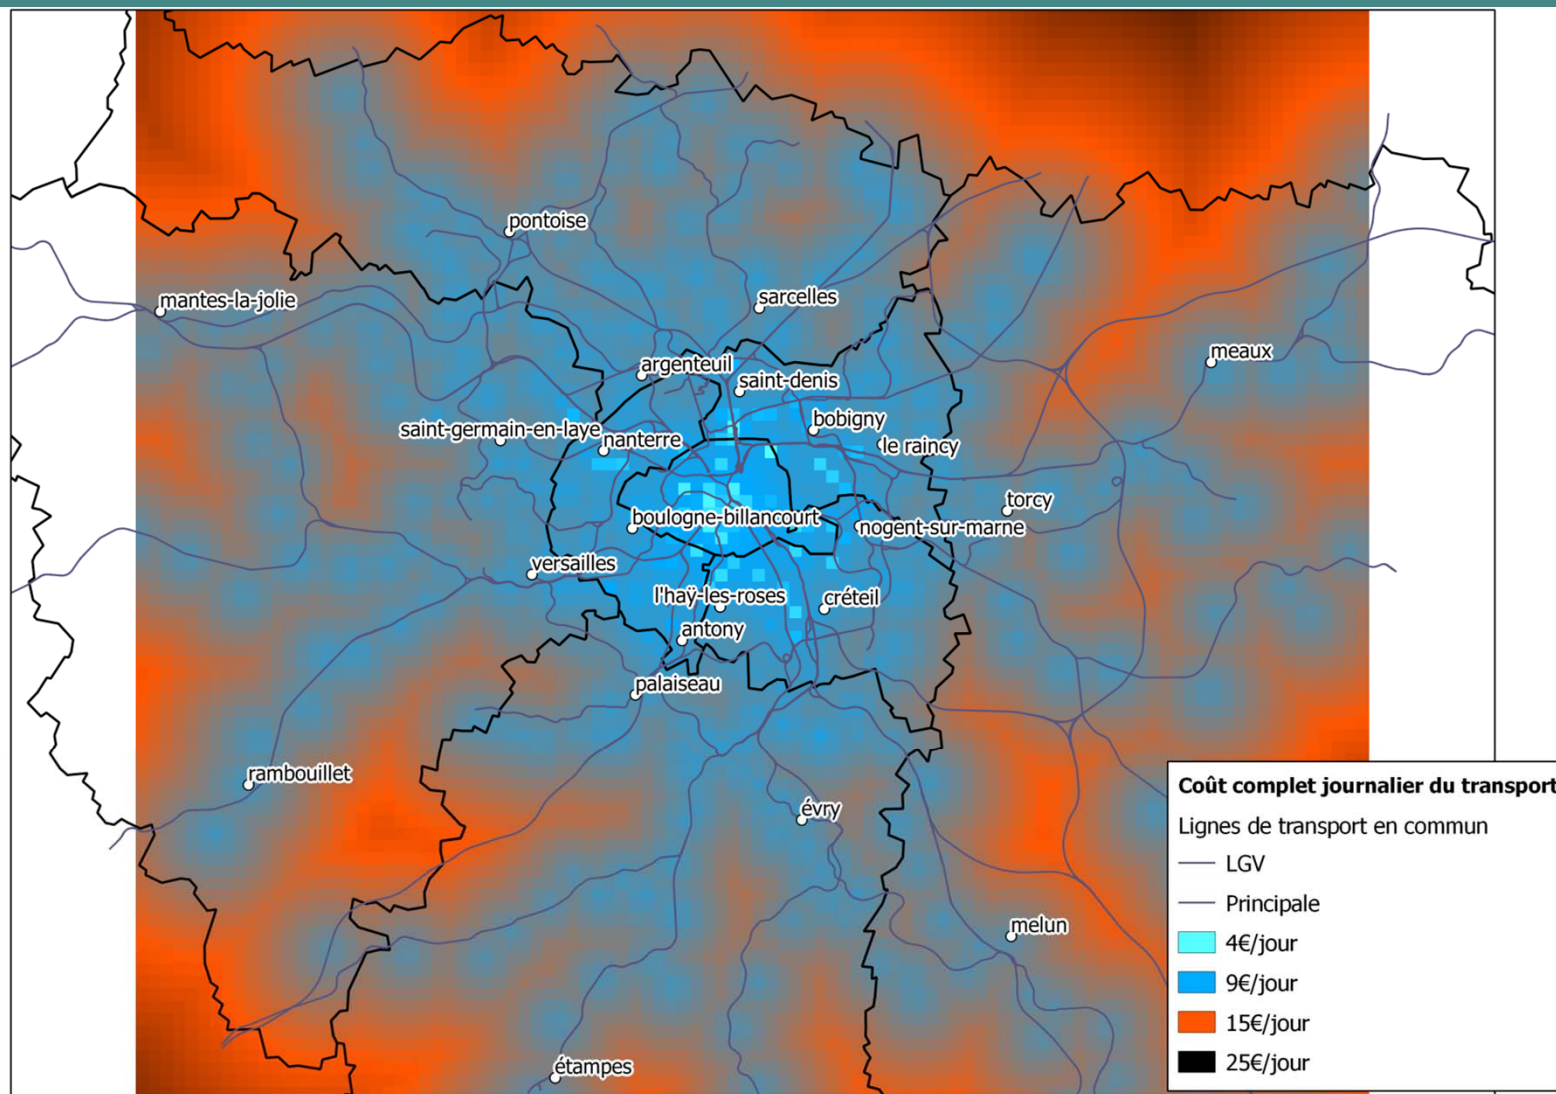 pontoise
mantes-la-jolie
sarcelles
meaux
argenteuil
saint-denis
bobigny
saint-germain-en-laye
nanterre
le raincy
torcy
boulogne-billancourt
nogent-sur-marne
versailles
l'haÿ-les-roses
créteil
antony
palaiseau
rambouillet
évry
melun
étampes
Coût complet journalier du transport
Lignes de transport en commun
LGV
Principale
4€/jour
9€/jour
15€/jour
25€/jour